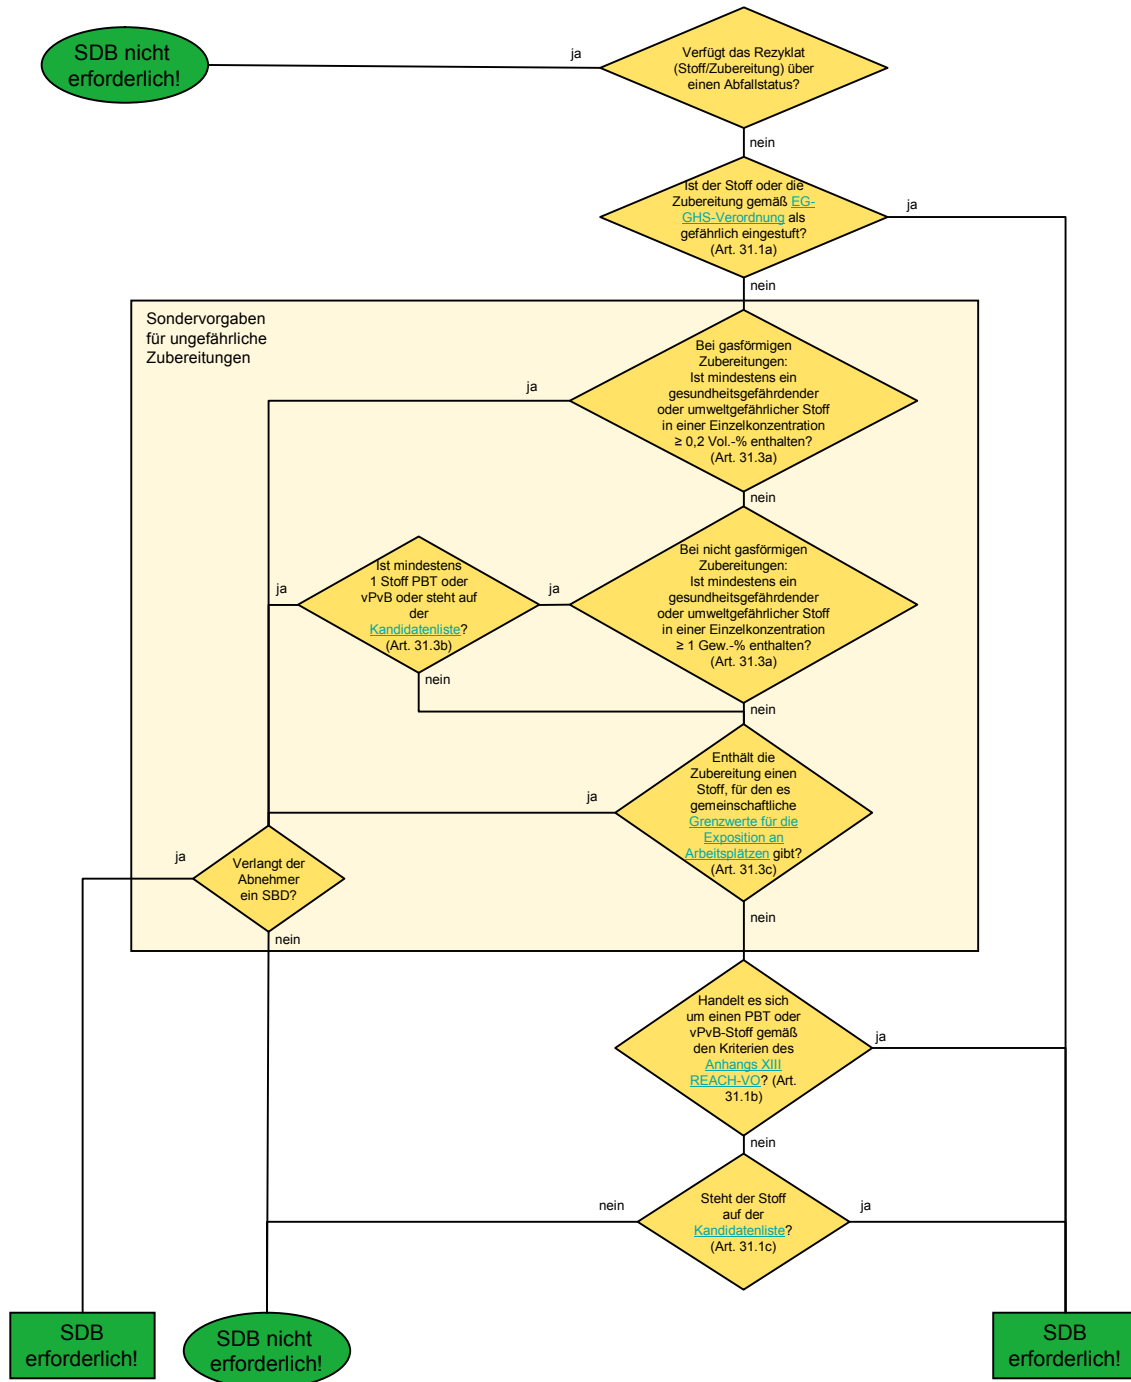 SDB nicht
erforderlich!
ja
Verfügt das Rezyklat
(Stoff/Zubereitung) über
einen Abfallstatus?
nein
Ist der Stoff oder die
Zubereitung gemäß EG-
GHS-Verordnung als
gefährlich eingestuft?
(Art. 31.1a)
ja
nein
Sondervorgaben
für ungefährliche
Zubereitungen
Bei gasförmigen
Zubereitungen:
Ist mindestens ein
gesundheitsgefährdender
oder umweltgefährlicher Stoff
in einer Einzelkonzentration
≥ 0,2 Vol.-% enthalten?
(Art. 31.3a)
ja
nein
Bei nicht gasförmigen
Zubereitungen:
Ist mindestens ein
gesundheitsgefährdender
oder umweltgefährlicher Stoff
in einer Einzelkonzentration
≥ 1 Gew.-% enthalten?
(Art. 31.3a)
ja
Ist mindestens
1 Stoff PBT oder
vPvB oder steht auf
der
Kandidatenliste?
(Art. 31.3b)
ja
nein
nein
Enthält die
Zubereitung einen
Stoff, für den es
gemeinschaftliche
Grenzwerte für die
Exposition an
Arbeitsplätzen gibt?
(Art. 31.3c)
ja
ja
Verlangt der
Abnehmer
ein SBD?
nein
nein
Handelt es sich
um einen PBT oder
vPvB-Stoff gemäß
den Kriterien des
Anhangs XIII
REACH-VO? (Art.
31.1b)
ja
nein
nein
Steht der Stoff
auf der
Kandidatenliste?
(Art. 31.1c)
ja
SDB
erforderlich!
SDB nicht
erforderlich!
SDB
erforderlich!